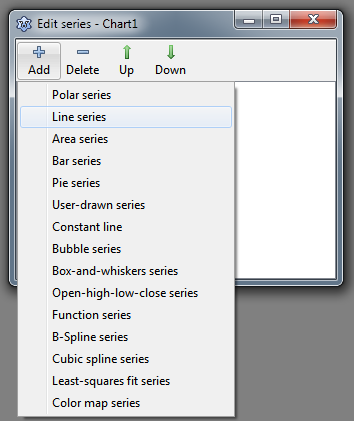 Edit series - Chart1
Add Delete Up Down
Polar series
Line series
Area series
Bar series
Pie series
User-drawn series
Constant line
Bubble series
Box-and-whiskers series
Open-high-low-close series
Function series
B-Spline series
Cubic spline series
Least-squares fit series
Color map series